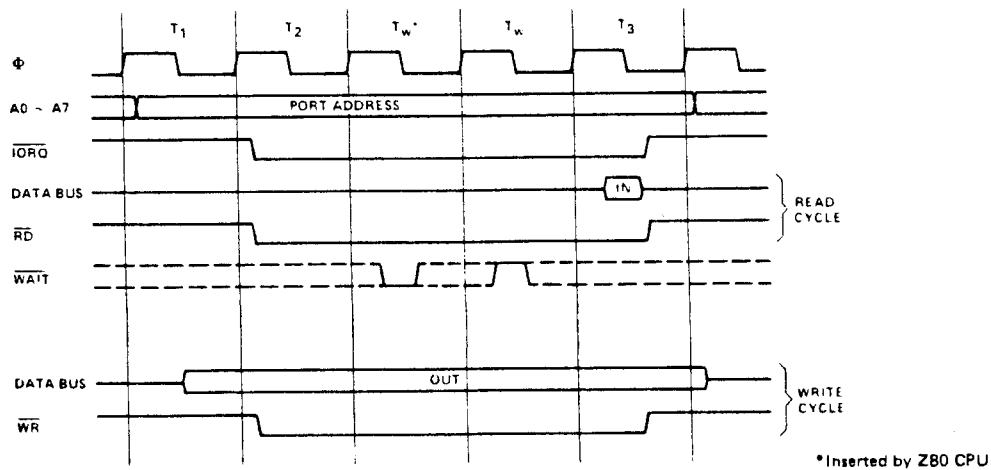 T1 T2 Tw* Tw T3
Φ
A0 ~ A7 PORT ADDRESS
IORQ
DATA BUS IN
RD
READ
CYCLE
WAIT
DATA BUS OUT
WR
WRITE
CYCLE
*Inserted by Z80 CPU